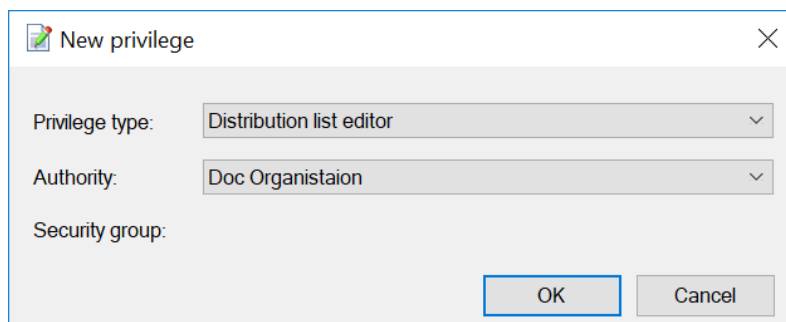 New privilege
Privilege type: Distribution list editor
Authority: Doc Organistaion
Security group:
OK Cancel